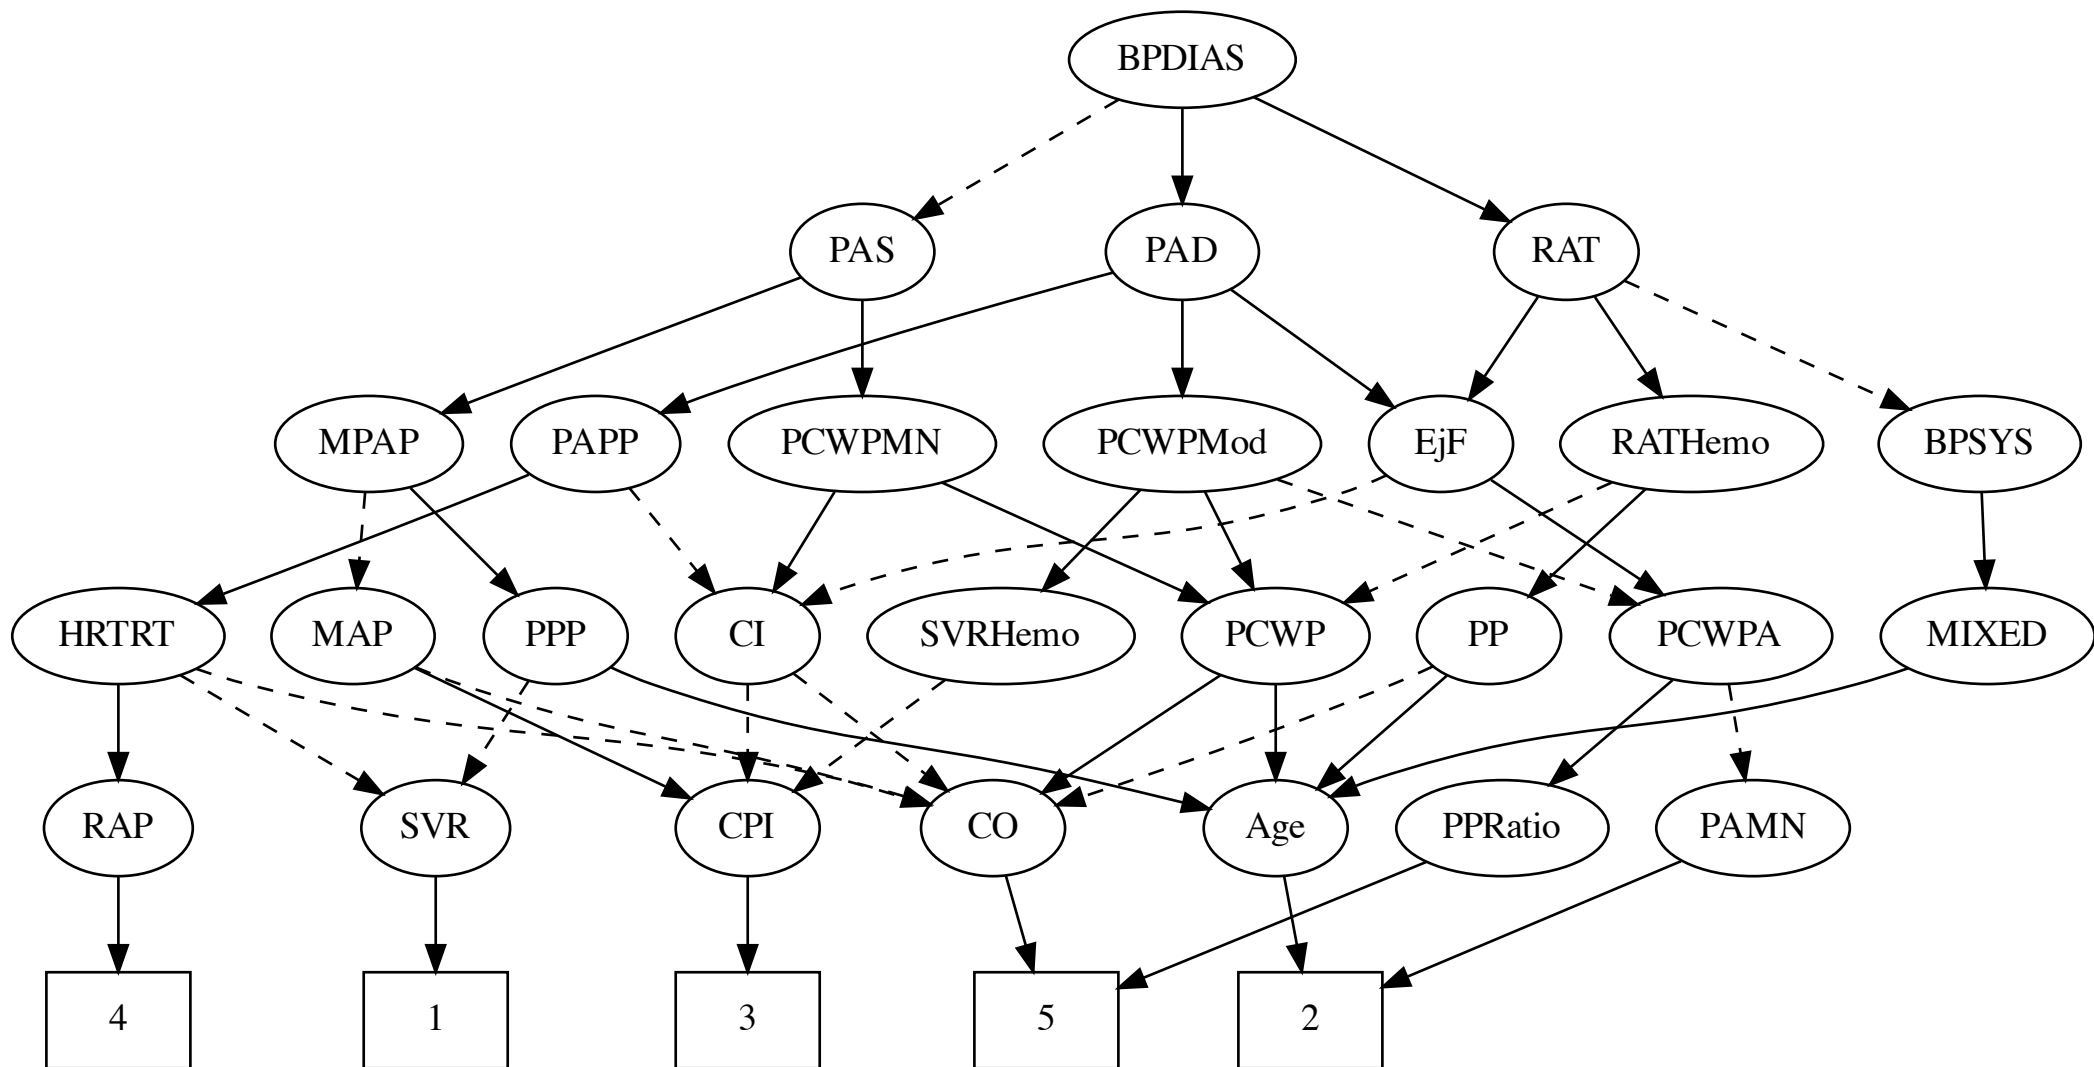 BPDIAS
PAS
PAD
RAT
MPAP
PAPP
PCWPMN
PCWPMod
EjF
RATHemo
BPSYS
HRTRT
MAP
PPP
CI
SVRHemo
PCWP
PP
PCWPA
MIXED
RAP
SVR
CPI
CO
Age
PPRatio
PAMN
4
1
3
5
2